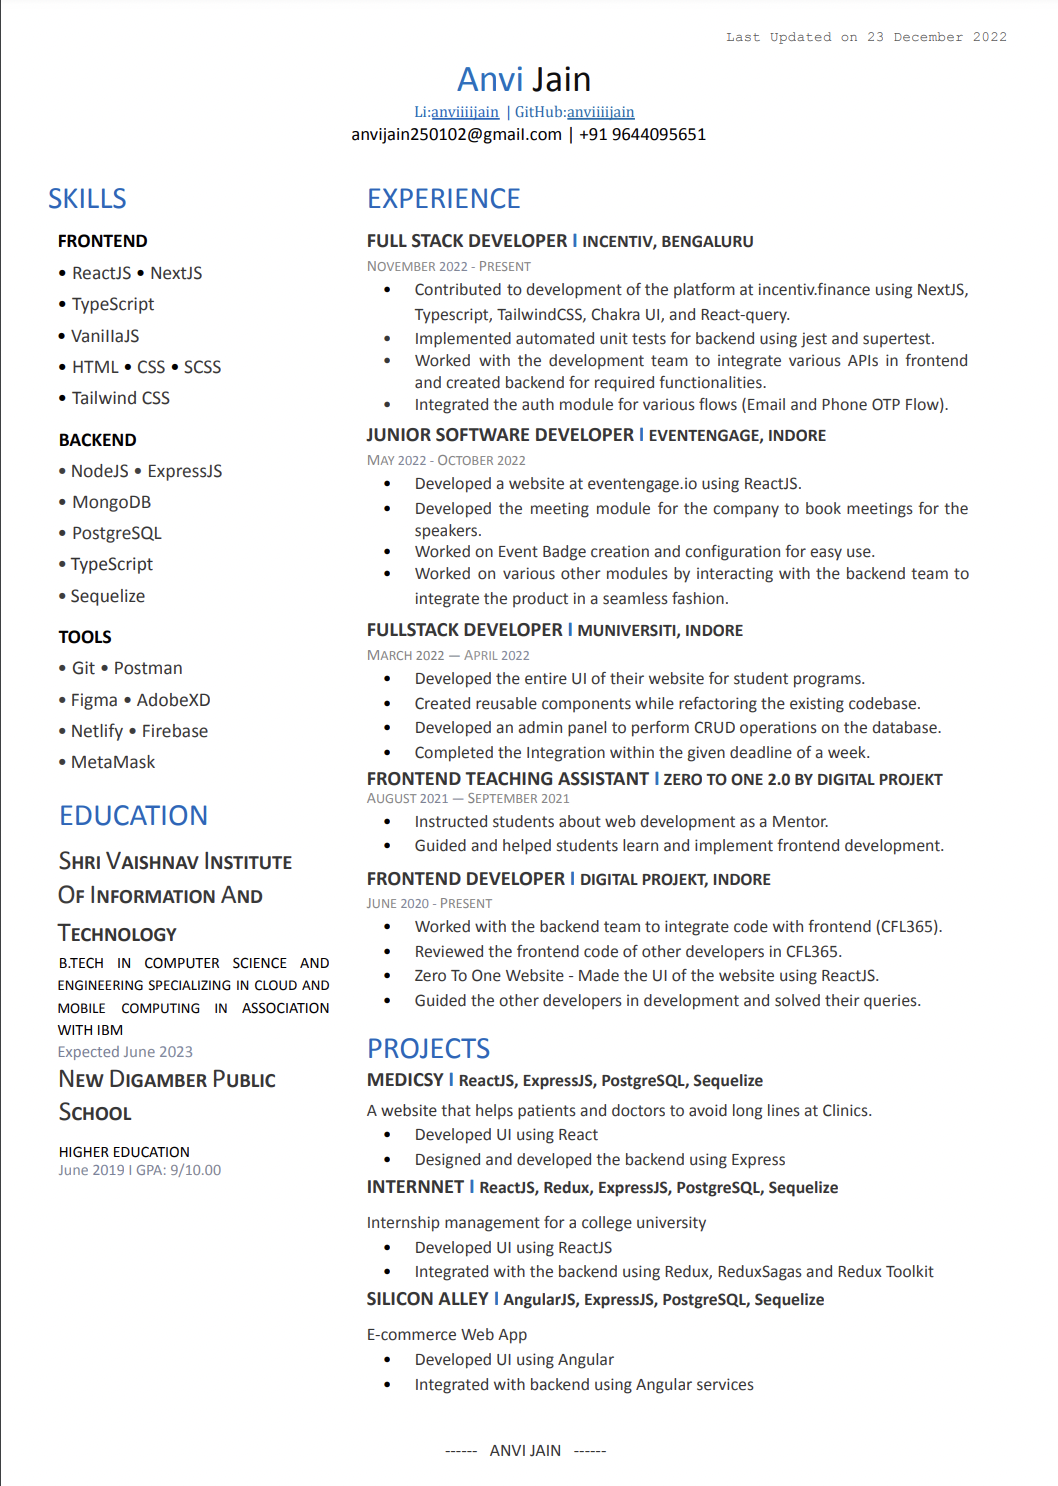 Last Updated on 23 December 2022
Anvi Jain
Li:anviiiijain | GitHub:anviiiijain
anvijain250102@gmail.com | +91 9644095651
SKILLS
FRONTEND
• ReactJS • NextJS
• TypeScript
• VanillaJS
• HTML • CSS • SCSS
• Tailwind CSS
BACKEND
• NodeJS • ExpressJS
• MongoDB
• PostgreSQL
• TypeScript
• Sequelize
TOOLS
• Git • Postman
• Figma • AdobeXD
• Netlify • Firebase
• MetaMask
EDUCATION
SHRI VAISHNAV INSTITUTE
OF INFORMATION AND
TECHNOLOGY
B.TECH IN COMPUTER SCIENCE AND
ENGINEERING SPECIALIZING IN CLOUD AND
MOBILE COMPUTING IN ASSOCIATION
WITH IBM
Expected June 2023
NEW DIGAMBER PUBLIC
SCHOOL
HIGHER EDUCATION
June 2019 I GPA: 9/10.00
EXPERIENCE
FULL STACK DEVELOPER I INCENTIV, BENGALURU
NOVEMBER 2022 - PRESENT
• Contributed to development of the platform at incentiv.finance using NextJS,
Typescript, TailwindCSS, Chakra UI, and React-query.
• Implemented automated unit tests for backend using jest and supertest.
• Worked with the development team to integrate various APIs in frontend
and created backend for required functionalities.
• Integrated the auth module for various flows (Email and Phone OTP Flow).
JUNIOR SOFTWARE DEVELOPER I EVENTENGAGE, INDORE
MAY 2022 - OCTOBER 2022
• Developed a website at eventengage.io using ReactJS.
• Developed the meeting module for the company to book meetings for the
speakers.
• Worked on Event Badge creation and configuration for easy use.
• Worked on various other modules by interacting with the backend team to
integrate the product in a seamless fashion.
FULLSTACK DEVELOPER I MUNIVERSITI, INDORE
MARCH 2022 — APRIL 2022
• Developed the entire UI of their website for student programs.
• Created reusable components while refactoring the existing codebase.
• Developed an admin panel to perform CRUD operations on the database.
• Completed the Integration within the given deadline of a week.
FRONTEND TEACHING ASSISTANT I ZERO TO ONE 2.0 BY DIGITAL PROJEKT
AUGUST 2021 — SEPTEMBER 2021
• Instructed students about web development as a Mentor.
• Guided and helped students learn and implement frontend development.
FRONTEND DEVELOPER I DIGITAL PROJEKT, INDORE
JUNE 2020 - PRESENT
• Worked with the backend team to integrate code with frontend (CFL365).
• Reviewed the frontend code of other developers in CFL365.
• Zero To One Website - Made the UI of the website using ReactJS.
• Guided the other developers in development and solved their queries.
PROJECTS
MEDICSY I ReactJS, ExpressJS, PostgreSQL, Sequelize
A website that helps patients and doctors to avoid long lines at Clinics.
• Developed UI using React
• Designed and developed the backend using Express
INTERNNET I ReactJS, Redux, ExpressJS, PostgreSQL, Sequelize
Internship management for a college university
• Developed UI using ReactJS
• Integrated with the backend using Redux, ReduxSagas and Redux Toolkit
SILICON ALLEY I AngularJS, ExpressJS, PostgreSQL, Sequelize
E-commerce Web App
• Developed UI using Angular
• Integrated with backend using Angular services
------ ANVI JAIN ------